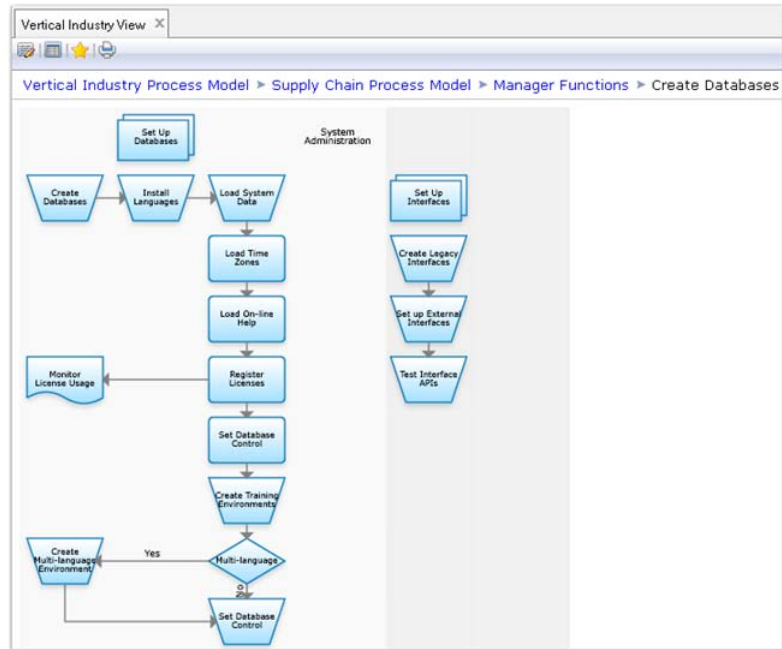 Vertical Industry View
Vertical Industry Process Model ➤ Supply Chain Process Model ➤ Manager Functions ➤ Create Databases
Set Up
Databases
System
Administration
Create
Databases
Install
Languages
Load System
Data
Set Up
Interfaces
Load Time
Zones
Create Legacy
Interfaces
Load On-line
Help
Set up External
Interfaces
Monitor
License Usage
Register
Licenses
Test Interface
APIs
Set Database
Control
Create Training
Environments
Create
Multi-language
Environment
Yes
Multi-language
No
Set Database
Control